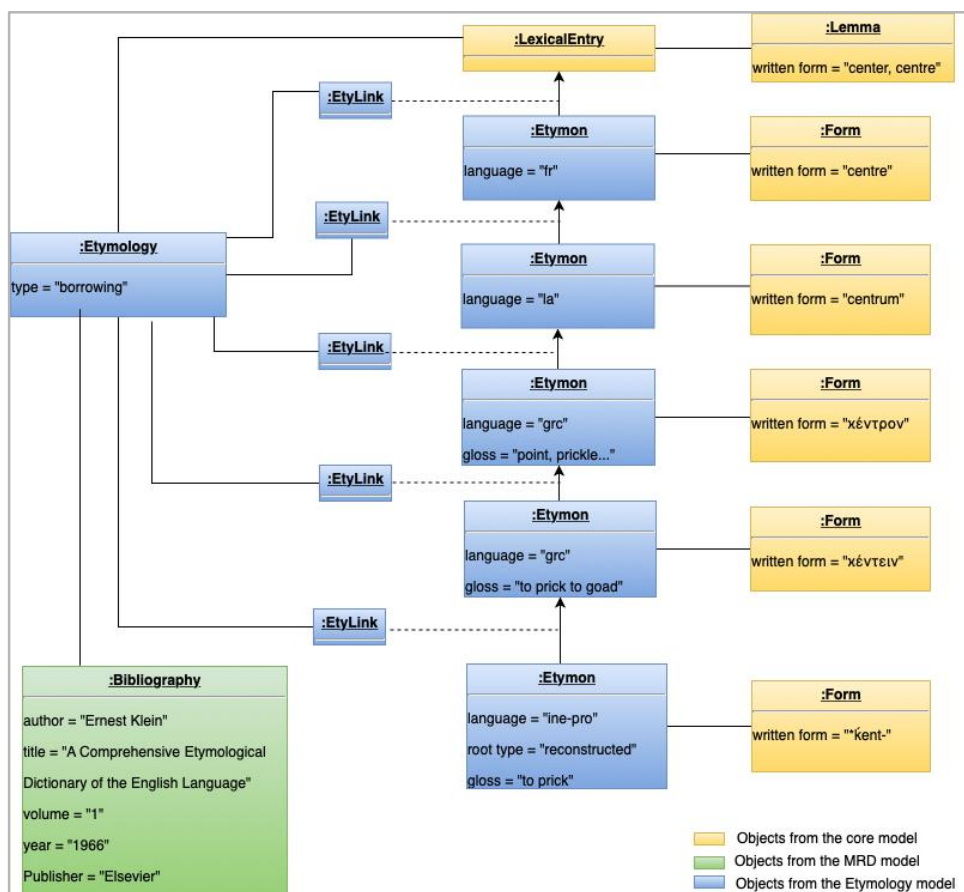 :LexicalEntry
:Lemma
written form = "center, centre"
:EtyLink
:Etymon
language = "fr"
:Form
written form = "centre"
:EtyLink
:Etymology
type = "borrowing"
:Etymon
language = "la"
:Form
written form = "centrum"
:EtyLink
:Etymon
language = "grc"
gloss = "point, prickle..."
:Form
written form = "κέντρον"
:EtyLink
:Etymon
language = "grc"
gloss = "to prick to goad"
:Form
written form = "κέντειν"
:EtyLink
:Etymon
language = "ine-pro"
root type = "reconstructed"
gloss = "to prick"
:Form
written form = "*ḱent-"
:Bibliography
author = "Ernest Klein"
title = "A Comprehensive Etymological
Dictionary of the English Language"
volume = "1"
year = "1966"
Publisher = "Elsevier"
Objects from the core model
Objects from the MRD model
Objects from the Etymology model